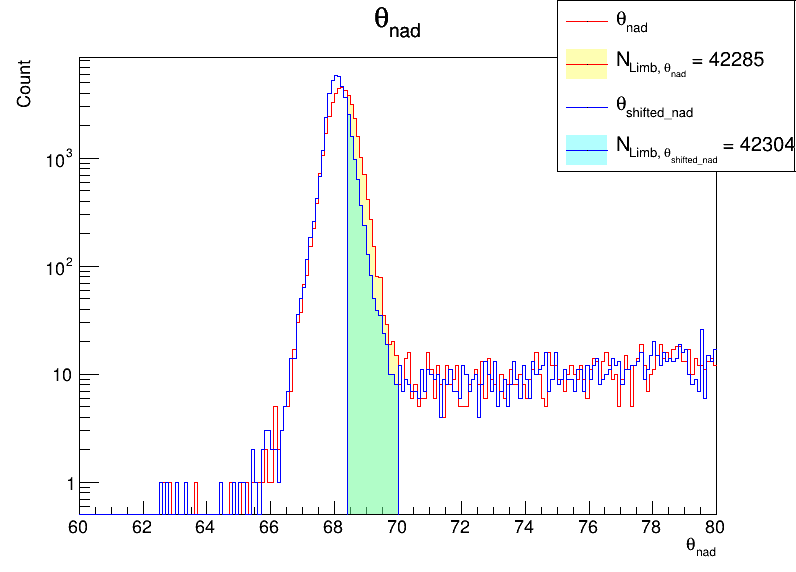 θnad
θnad
NLimb, θnad = 42285
θshifted_nad
NLimb, θshifted_nad = 42304
Count
10³
10²
10
1
60 62 64 66 68 70 72 74 76 78 80
θnad